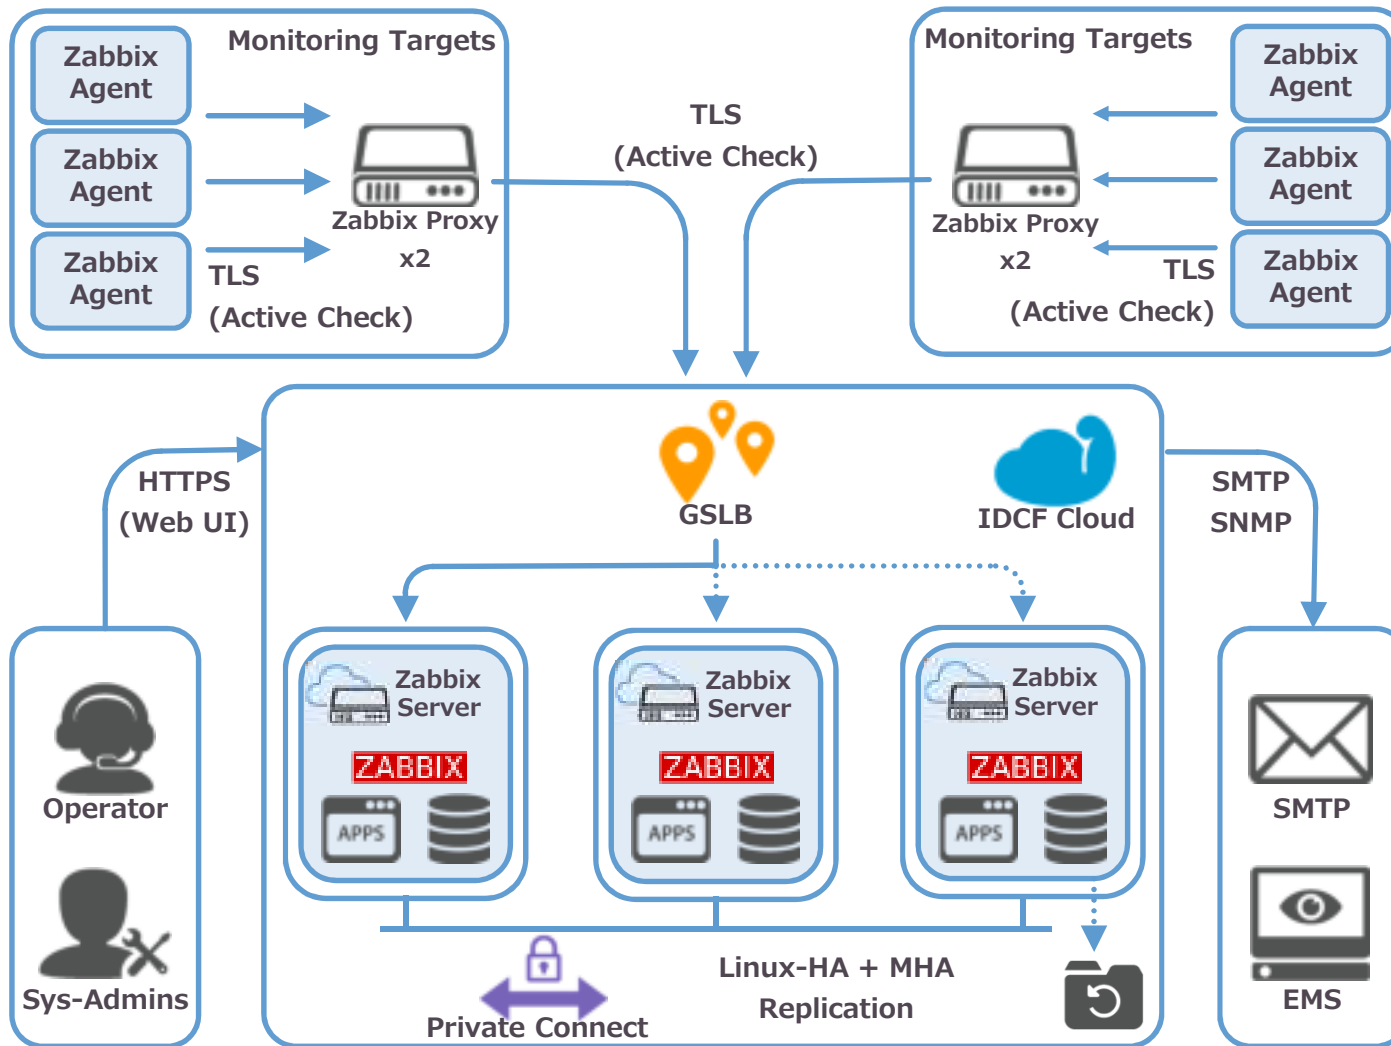 Monitoring Targets
Zabbix
Agent
Zabbix
Agent
Zabbix
Agent
Zabbix Proxy
x2
TLS
(Active Check)
TLS
(Active Check)
Monitoring Targets
Zabbix
Agent
Zabbix
Agent
Zabbix
Agent
Zabbix Proxy
x2
TLS
(Active Check)
HTTPS
(Web UI)
GSLB
IDCF Cloud
SMTP
SNMP
Zabbix
Server
ZABBIX
APPS
Zabbix
Server
ZABBIX
APPS
Zabbix
Server
ZABBIX
APPS
Operator
Sys-Admins
Private Connect
Linux-HA + MHA
Replication
SMTP
EMS